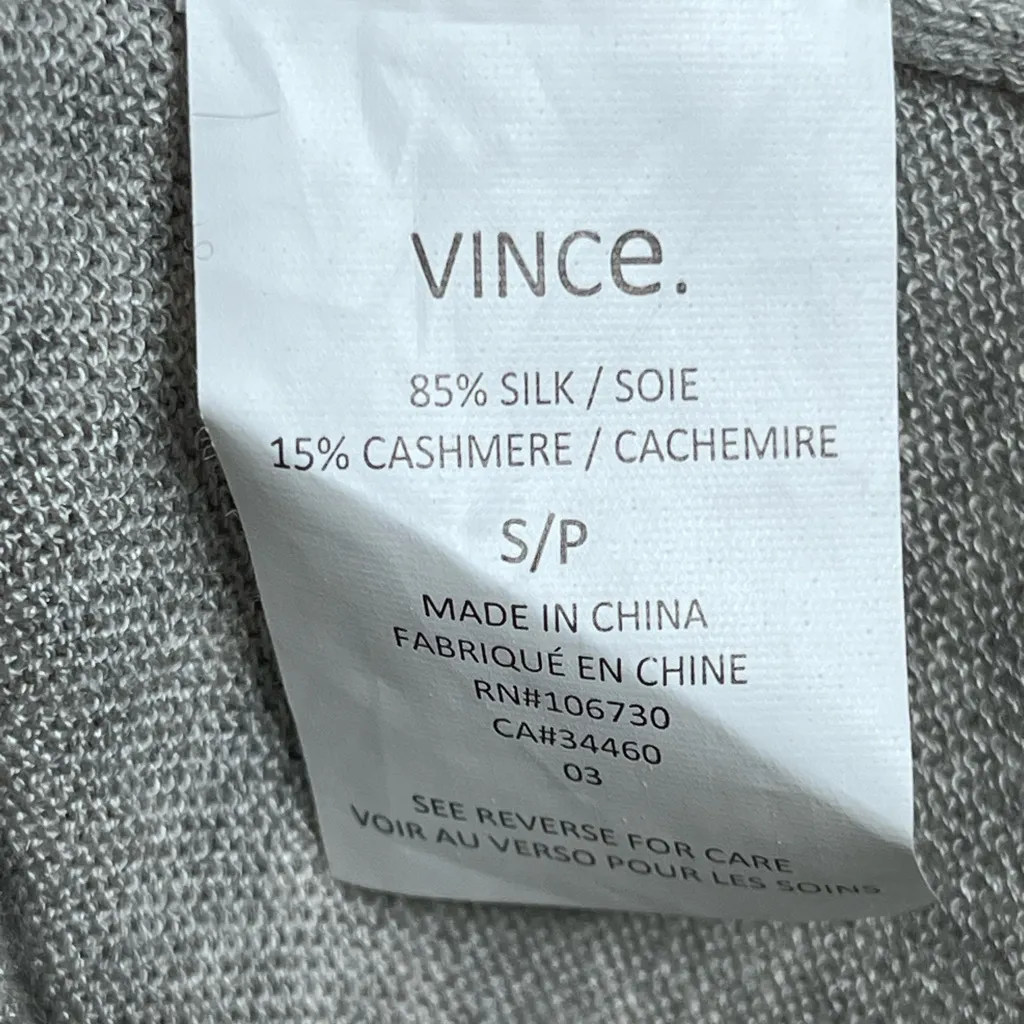 VINCe.
85% SILK / SOIE
15% CASHMERE / CACHEMIRE
S/P
MADE IN CHINA
FABRIQUÉ EN CHINE
RN#106730
CA#34460
03
SEE REVERSE FOR CARE
VOIR AU VERSO POUR LES SOINS